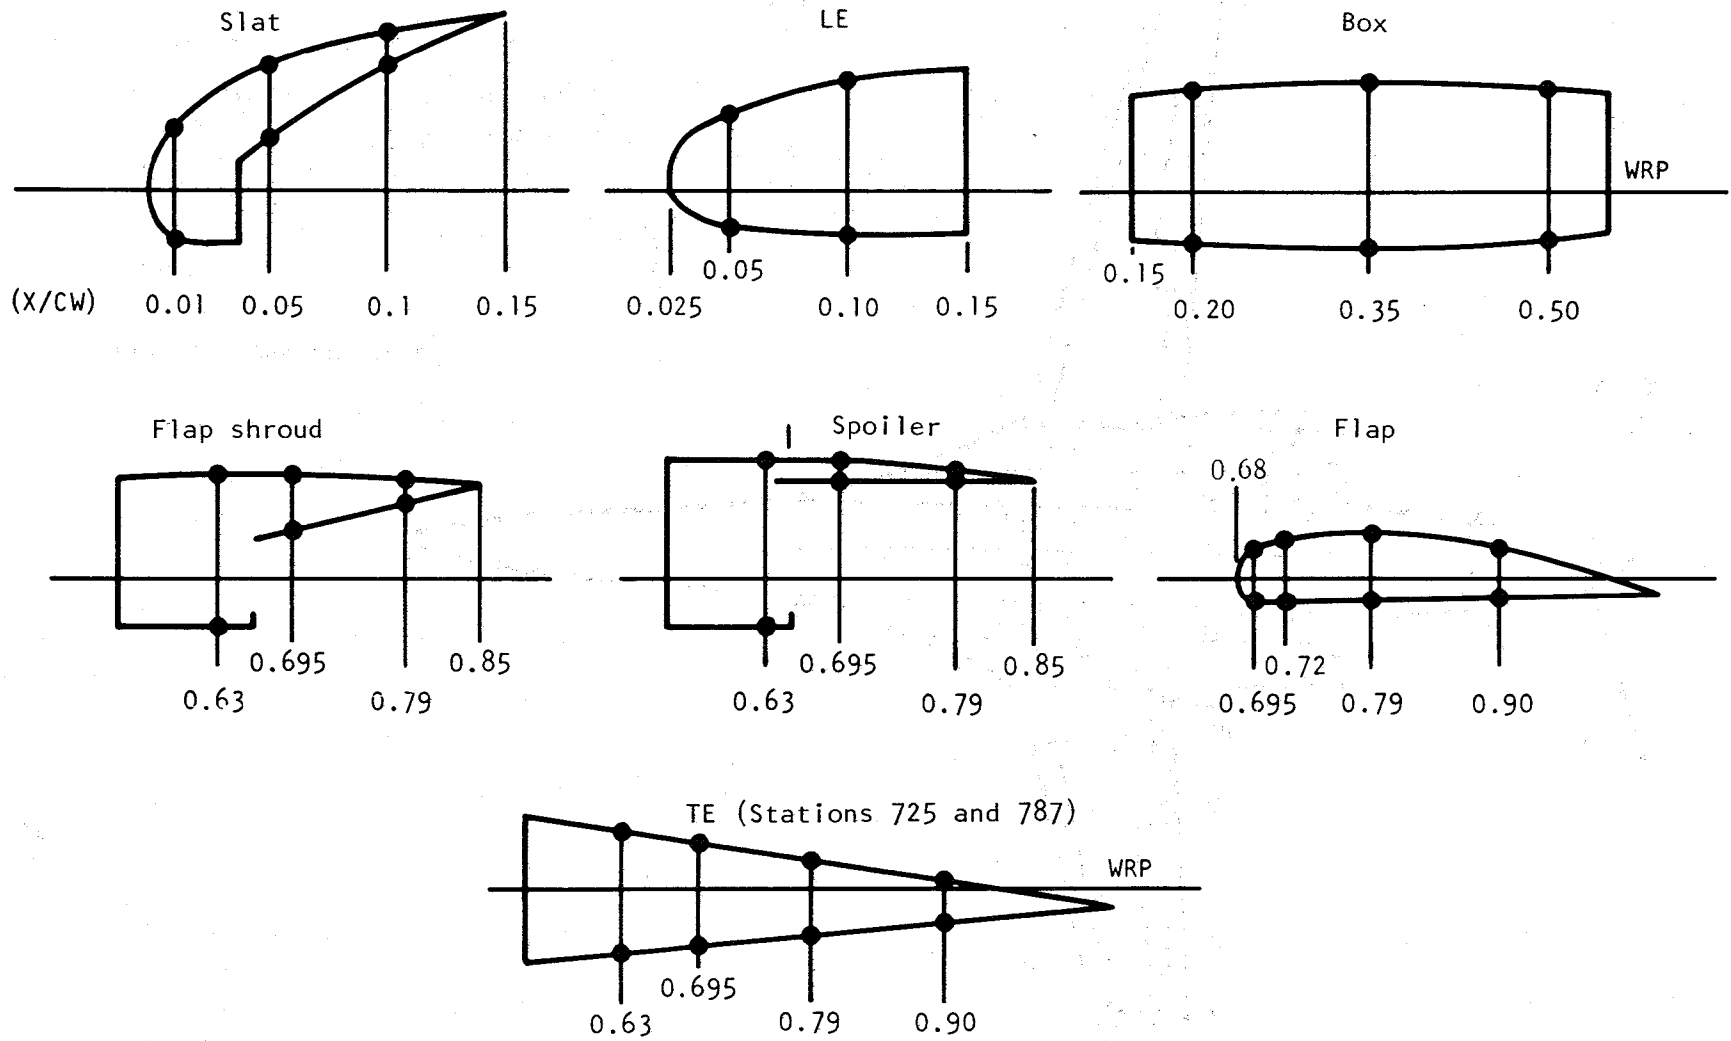 Slat
LE
Box
WRP
0.05
0.15
(X/CW) 0.01 0.05 0.1 0.15
0.025 0.10 0.15
0.20 0.35 0.50
Flap shroud
Spoiler
Flap
0.68
0.695 0.85
0.63 0.79
0.695 0.85
0.63 0.79
0.72
0.695 0.79 0.90
TE (Stations 725 and 787)
WRP
0.695
0.63 0.79 0.90